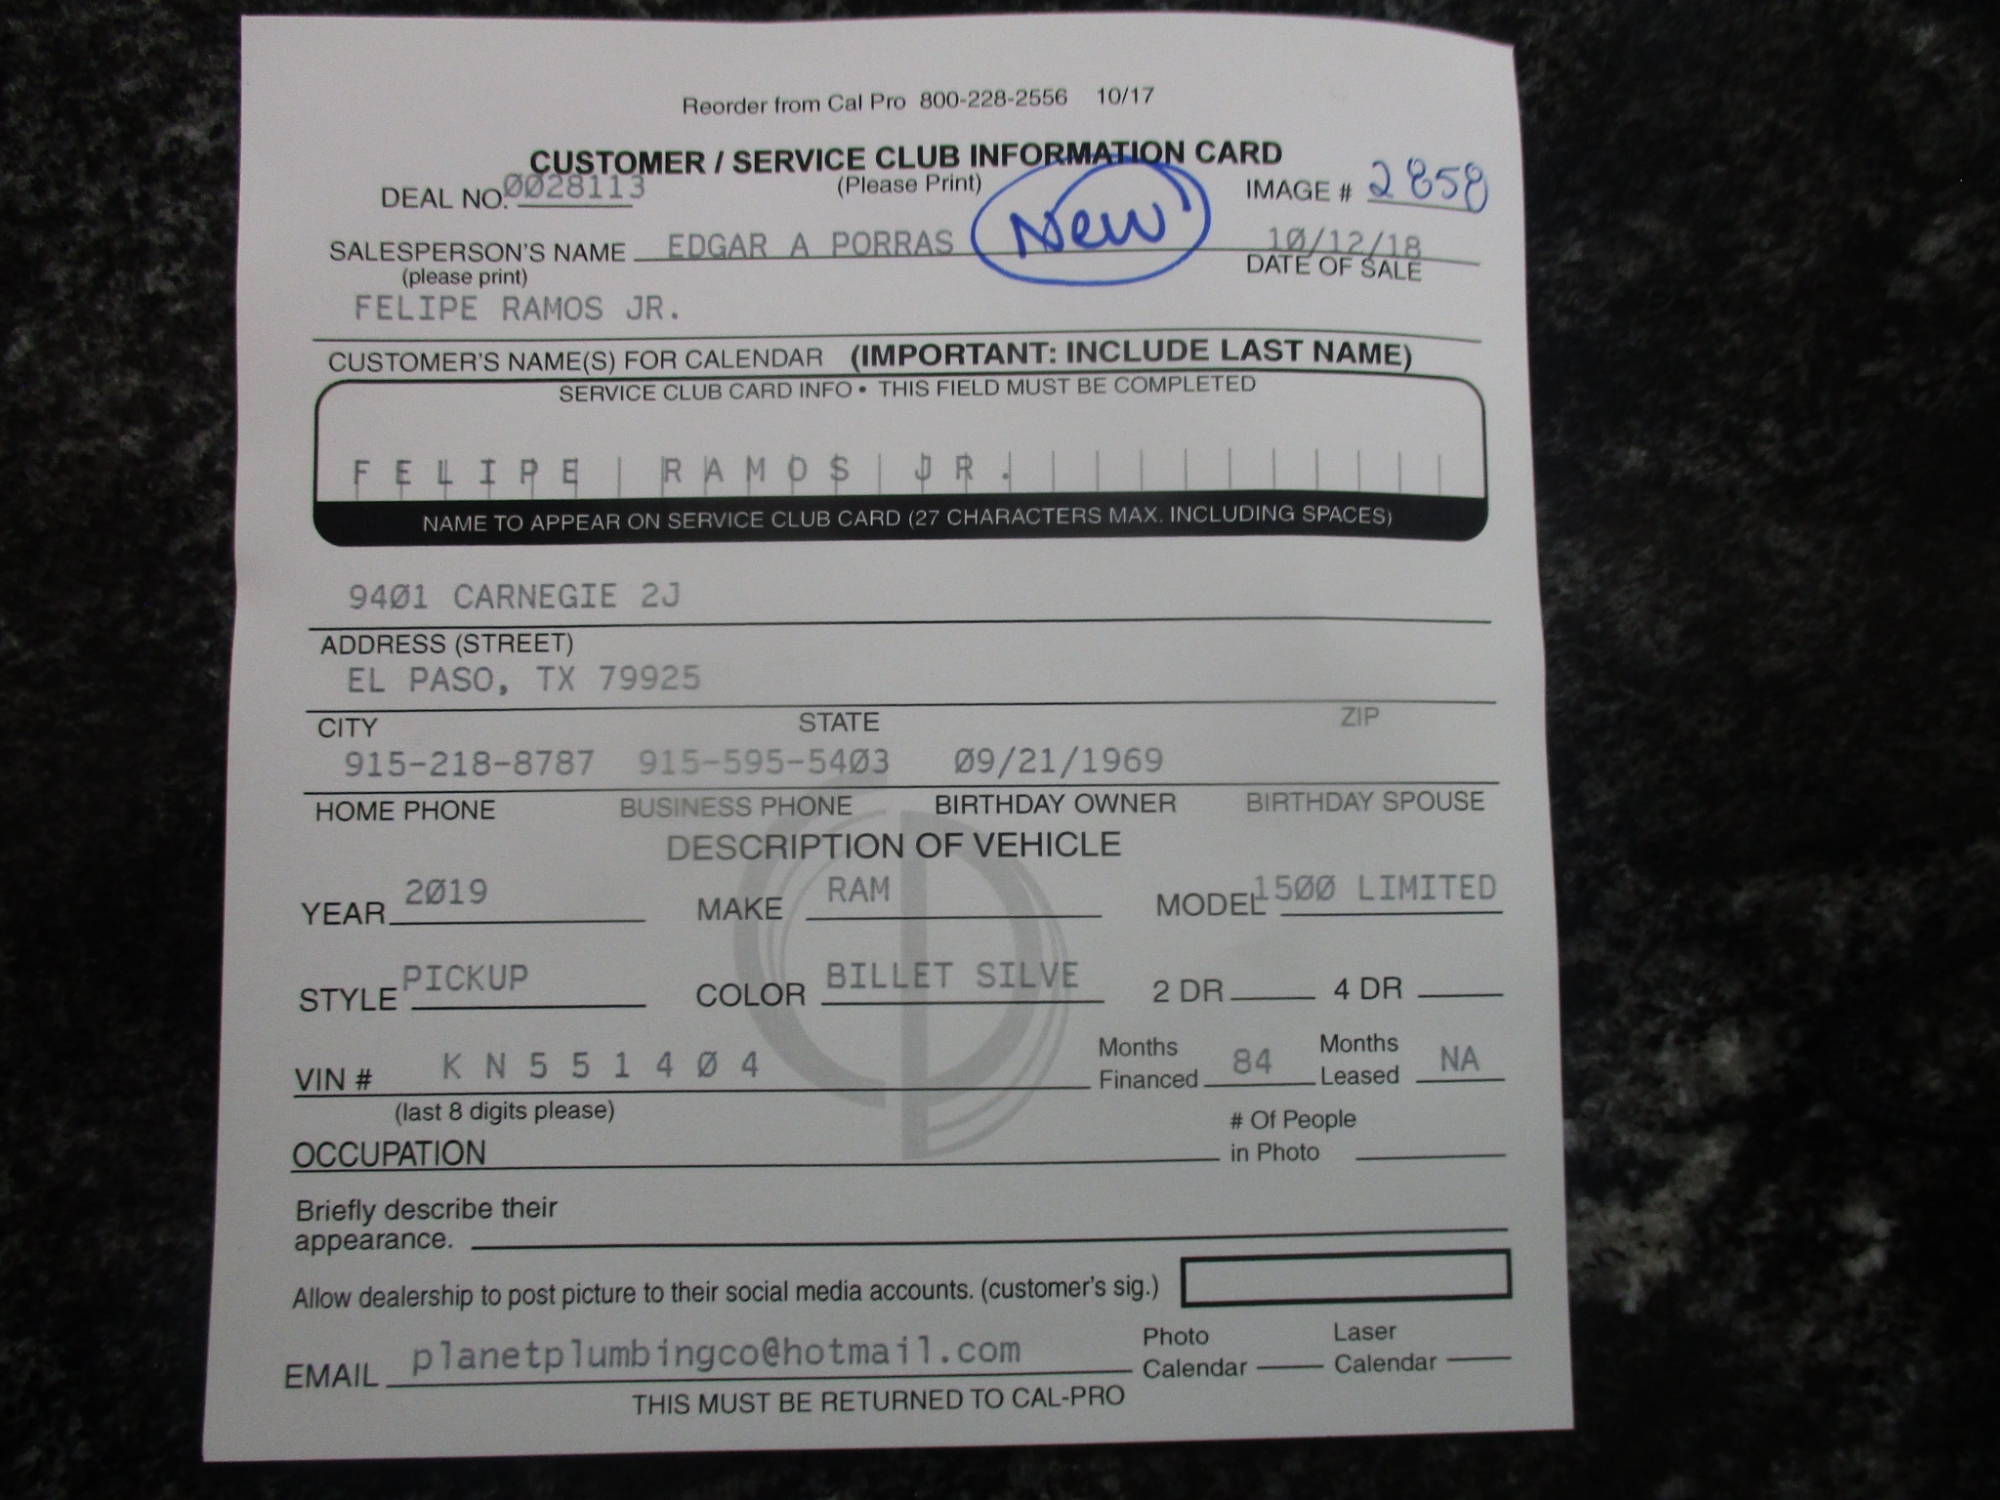 Reorder from Cal Pro 800-228-2556 10/17
CUSTOMER / SERVICE CLUB INFORMATION CARD
DEAL NO. 0028113 (Please Print) New IMAGE # 2858
SALESPERSON'S NAME EDGAR A PORRAS 10/12/18
(please print) DATE OF SALE
FELIPE RAMOS JR.
CUSTOMER'S NAME(S) FOR CALENDAR (IMPORTANT: INCLUDE LAST NAME)
SERVICE CLUB CARD INFO • THIS FIELD MUST BE COMPLETED
FELIPE RAMOS JR.
NAME TO APPEAR ON SERVICE CLUB CARD (27 CHARACTERS MAX. INCLUDING SPACES)
9401 CARNEGIE 2J
ADDRESS (STREET)
EL PASO, TX 79925
CITY STATE ZIP
915-218-8787 915-595-5403 09/21/1969
HOME PHONE BUSINESS PHONE BIRTHDAY OWNER BIRTHDAY SPOUSE
DESCRIPTION OF VEHICLE
YEAR 2019 MAKE RAM MODEL 1500 LIMITED
STYLE PICKUP COLOR BILLET SILVE 2 DR 4 DR
VIN # KN551404 Months Financed 84 Months Leased NA
(last 8 digits please)
OCCUPATION # Of People in Photo
Briefly describe their
appearance.
Allow dealership to post picture to their social media accounts. (customer's sig.)
EMAIL planetplumbingco@hotmail.com Photo Calendar Laser Calendar
THIS MUST BE RETURNED TO CAL-PRO